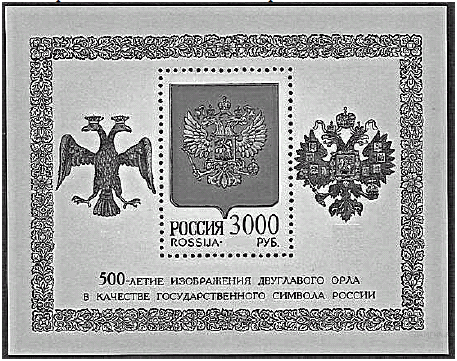 РОССИЯ 3000
ROSSIJA· РУБ.
500-ЛЕТИЕ ИЗОБРАЖЕНИЯ ДВУГЛАВОГО ОРЛА
В КАЧЕСТВЕ ГОСУДАРСТВЕННОГО СИМВОЛА РОССИИ